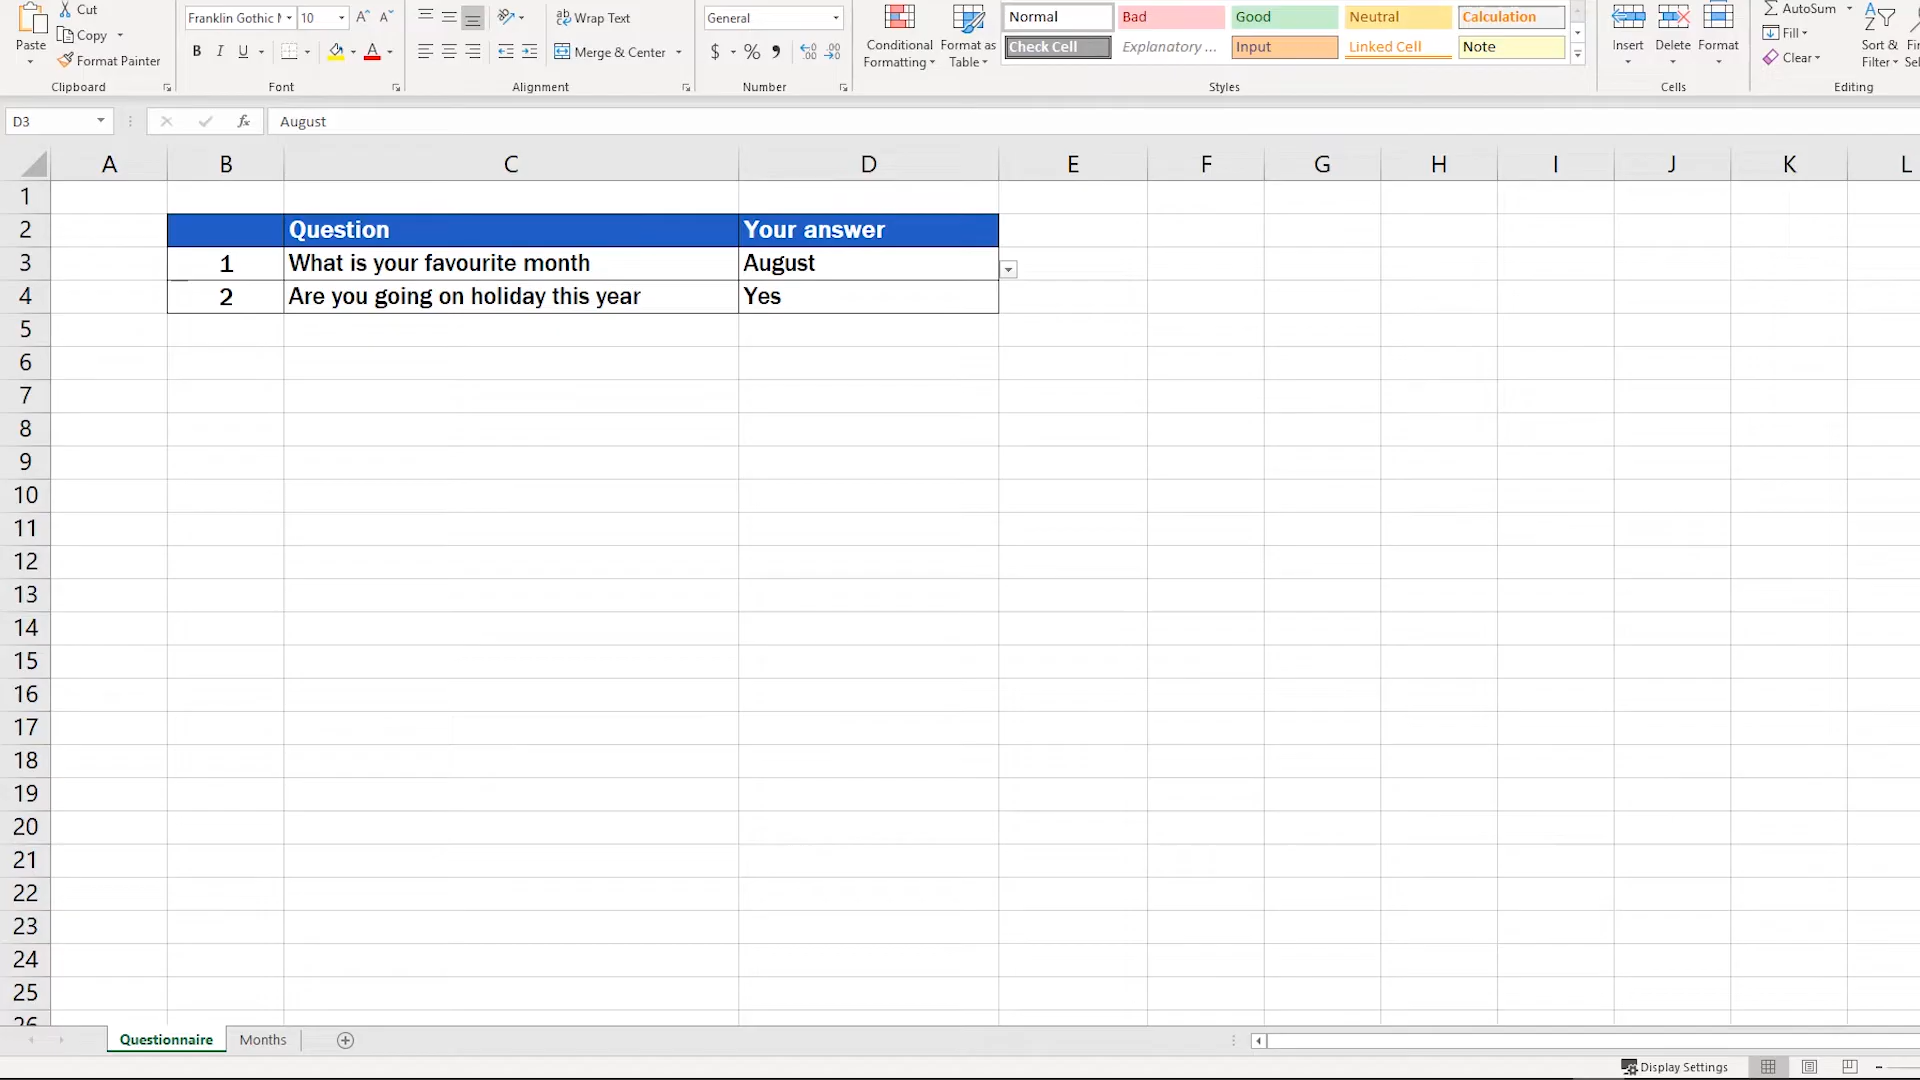 Cut
Copy
Format Painter
Paste
Clipboard
Franklin Gothic 10
B I U
Font
Wrap Text
Merge & Center
Alignment
General
$ %
Number
Conditional Formatting
Format as Table
Normal Bad Good Neutral Calculation
Check Cell Explanatory ... Input Linked Cell Note
Styles
Insert Delete Format
Cells
AutoSum
Fill
Clear
Sort & Filter
Editing
D3 fx August
A B C D E F G H I J K L
1
2 Question Your answer
3 1 What is your favourite month August
4 2 Are you going on holiday this year Yes
5
6
7
8
9
10
11
12
13
14
15
16
17
18
19
20
21
22
23
24
25
26
Questionnaire Months
Display Settings